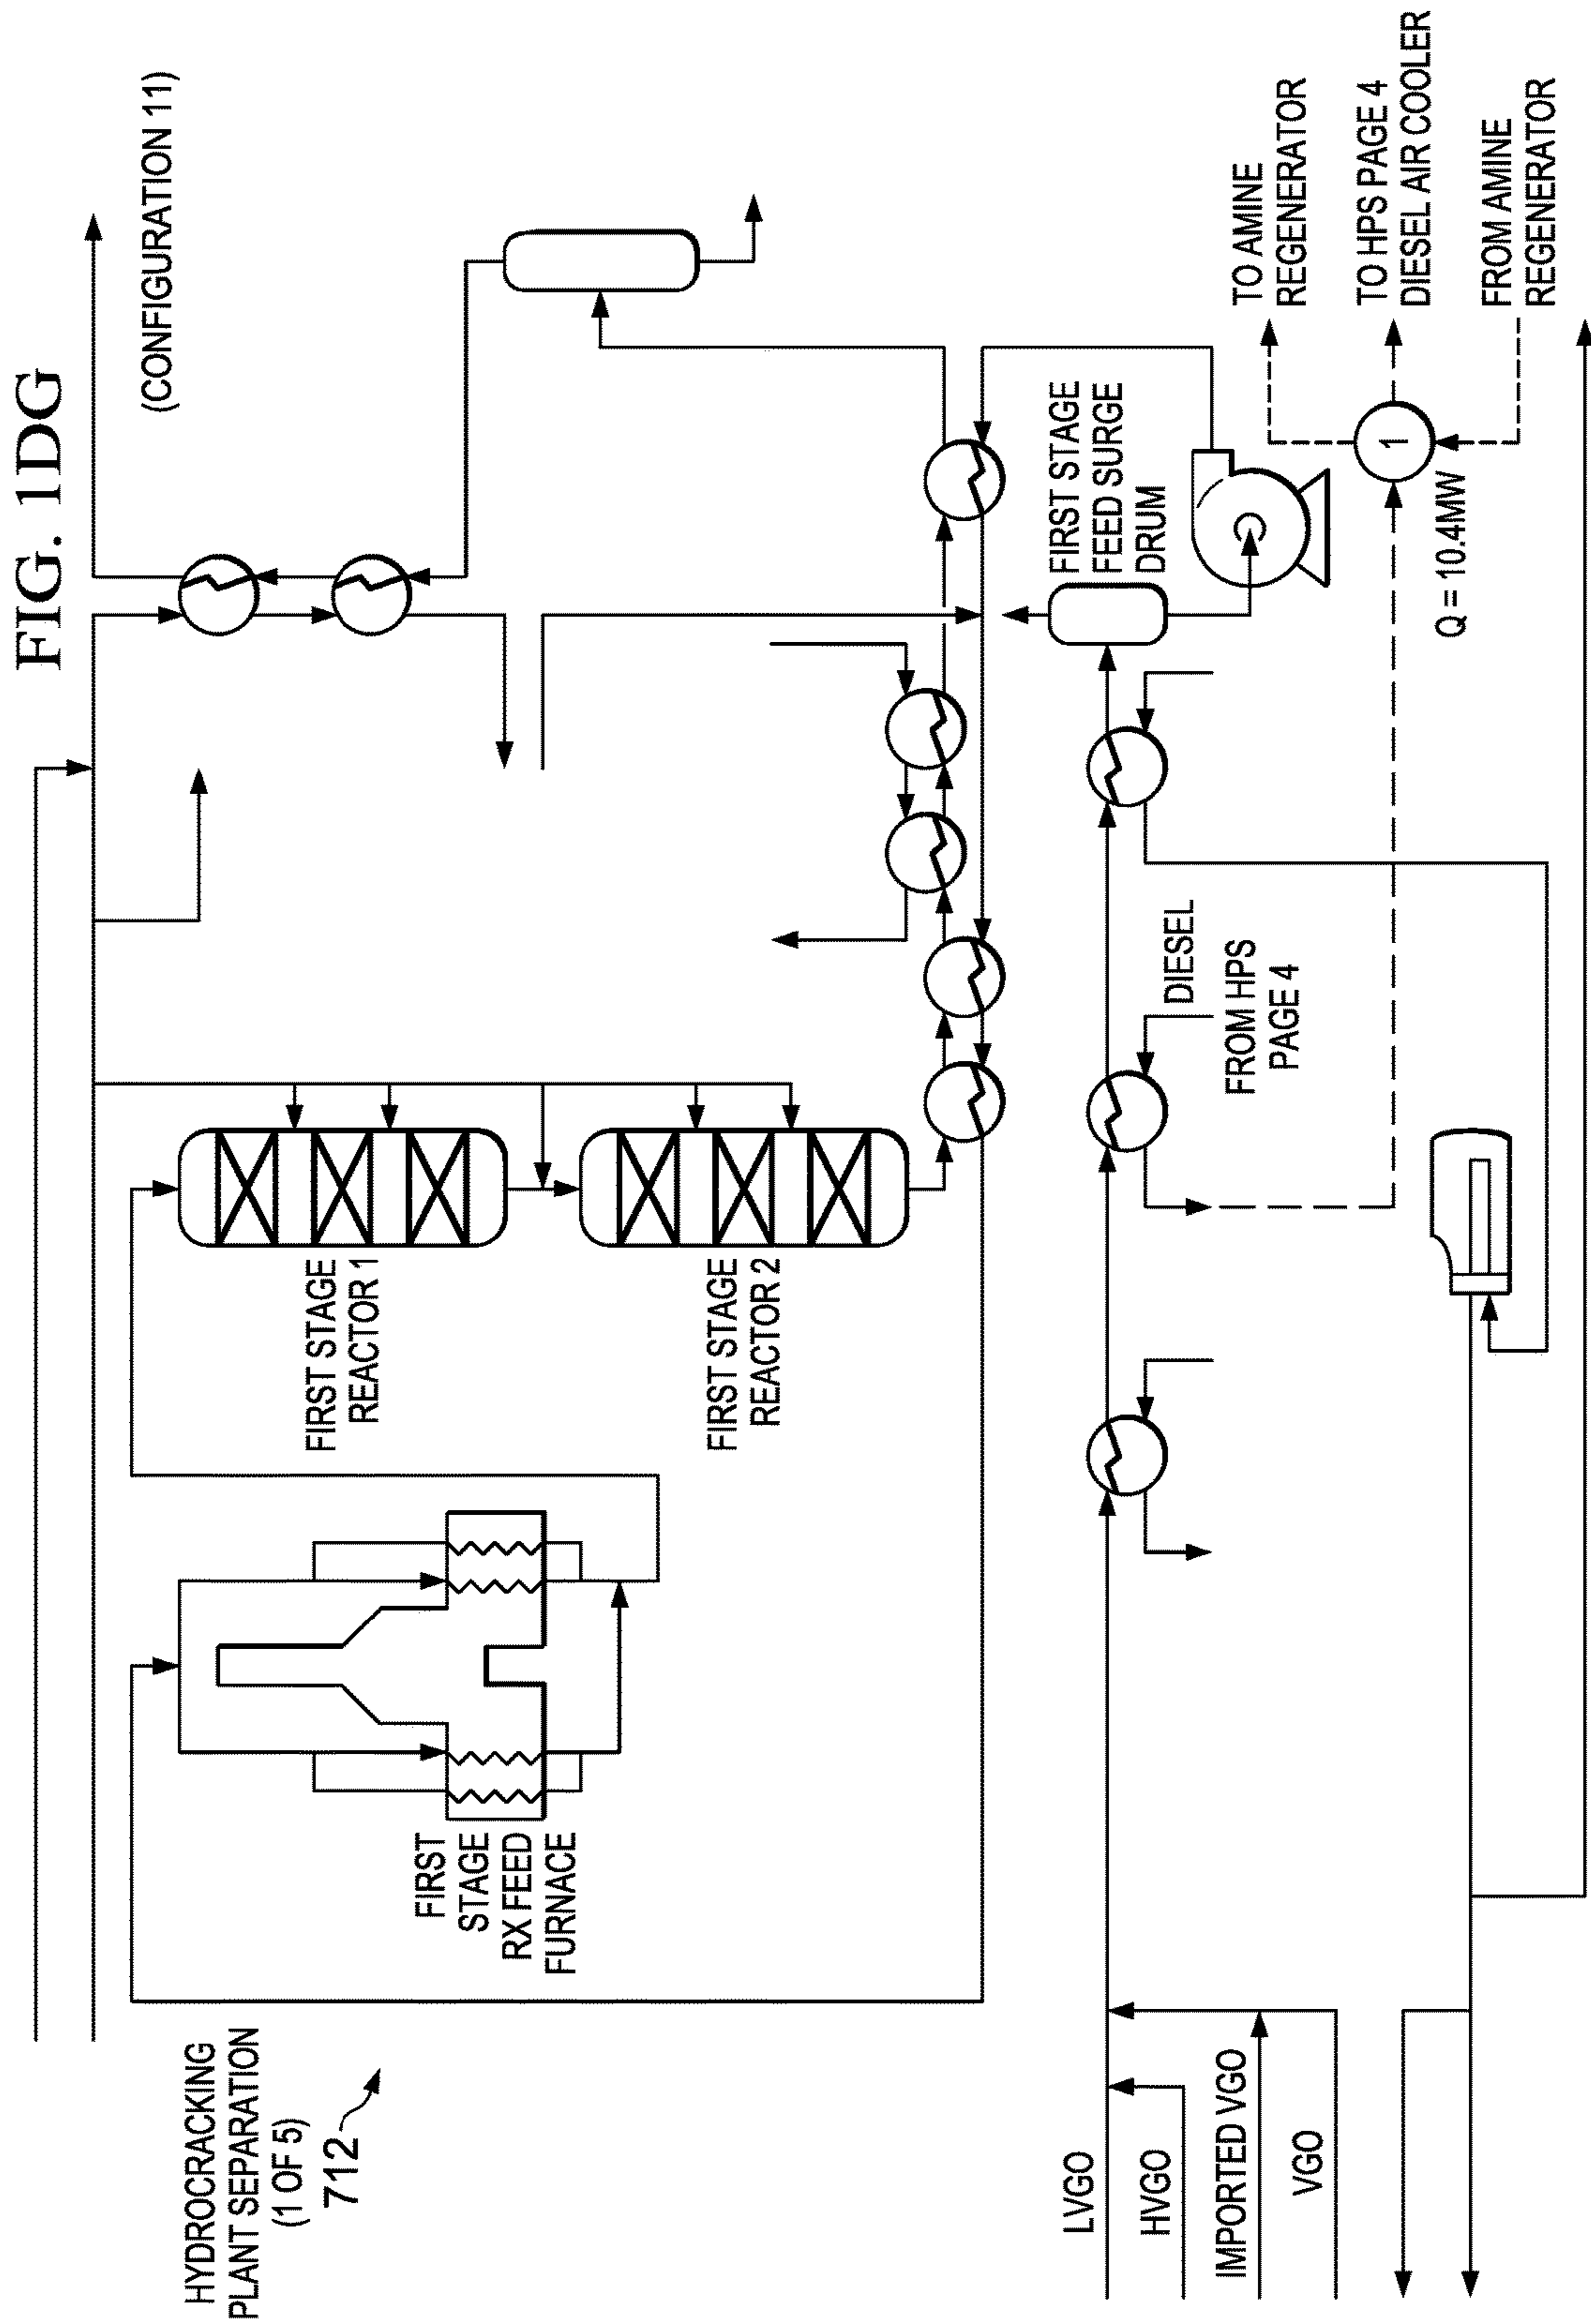 FIG. 1DG
(CONFIGURATION 11)
HYDROCRACKING
PLANT SEPARATION
(1 OF 5)
712
FIRST
STAGE
RX FEED
FURNACE
FIRST STAGE
REACTOR 1
FIRST STAGE
REACTOR 2
FIRST STAGE
FEED SURGE
DRUM
LVGO
HVGO
IMPORTED VGO
VGO
DIESEL
FROM HPS
PAGE 4
Q = 10.4MW
1
TO AMINE
REGENERATOR
TO HPS PAGE 4
DIESEL AIR COOLER
FROM AMINE
REGENERATOR